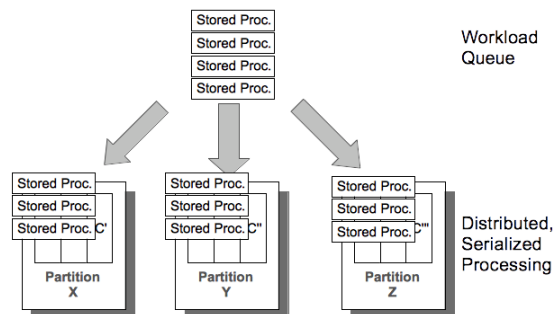 Stored Proc.
Stored Proc.
Stored Proc.
Stored Proc.
Workload
Queue
Stored Proc.
Stored Proc.
Stored Proc. C'
Partition
X
Stored Proc.
Stored Proc.
Stored Proc. C"
Partition
Y
Stored Proc.
Stored Proc.
Stored Proc. C"'
Partition
Z
Distributed,
Serialized
Processing